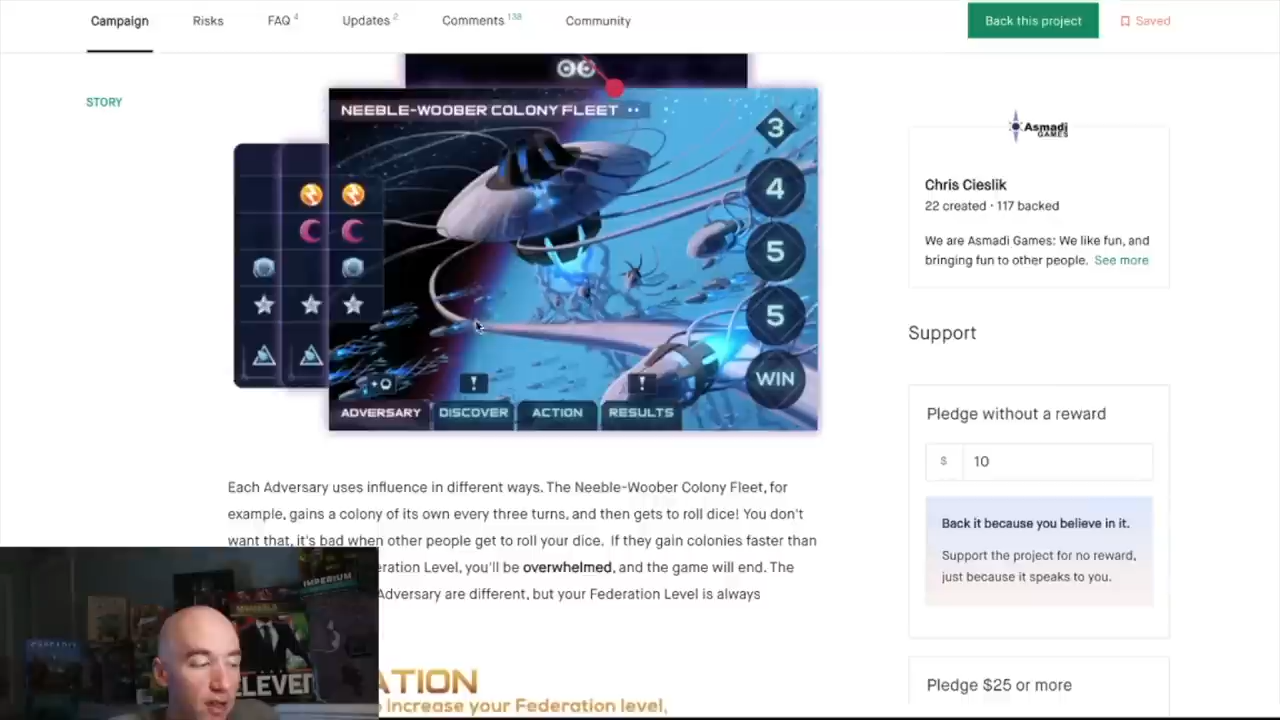 Campaign
Risks
FAQ 4
Updates 2
Comments 138
Community
Back this project
Saved
STORY
NEEBLE-WOOBER COLONY FLEET
3
4
5
5
WIN
+
!
!
ADVERSARY
DISCOVER
ACTION
RESULTS
Each Adversary uses influence in different ways. The Neeble-Woober Colony Fleet, for
example, gains a colony of its own every three turns, and then gets to roll dice! You don't
want that, it's bad when other people get to roll your dice. If they gain colonies faster than
eration Level, you'll be overwhelmed, and the game will end. The
Adversary are different, but your Federation Level is always
ATION
increase your Federation level,
Asmadi
GAMES
Chris Cieslik
22 created · 117 backed
We are Asmadi Games: We like fun, and
bringing fun to other people. See more
Support
Pledge without a reward
$ 10
Back it because you believe in it.
Support the project for no reward,
just because it speaks to you.
Pledge $25 or more
IMPERIUM
CASCADIA
ELEVEN